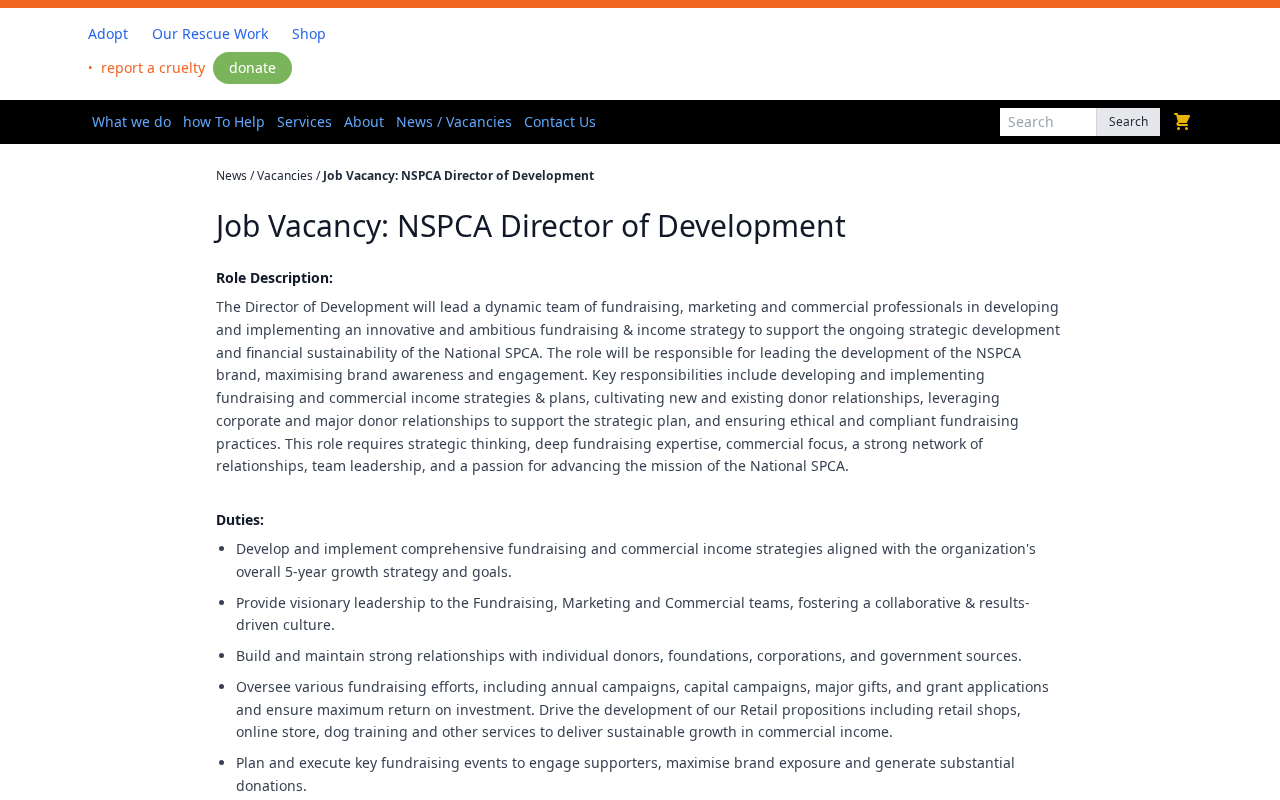 Adopt Our Rescue Work Shop
• report a cruelty donate
What we do how To Help Services About News / Vacancies Contact Us Search Search
News / Vacancies / Job Vacancy: NSPCA Director of Development
Job Vacancy: NSPCA Director of Development
Role Description:
The Director of Development will lead a dynamic team of fundraising, marketing and commercial professionals in developing
and implementing an innovative and ambitious fundraising & income strategy to support the ongoing strategic development
and financial sustainability of the National SPCA. The role will be responsible for leading the development of the NSPCA
brand, maximising brand awareness and engagement. Key responsibilities include developing and implementing
fundraising and commercial income strategies & plans, cultivating new and existing donor relationships, leveraging
corporate and major donor relationships to support the strategic plan, and ensuring ethical and compliant fundraising
practices. This role requires strategic thinking, deep fundraising expertise, commercial focus, a strong network of
relationships, team leadership, and a passion for advancing the mission of the National SPCA.
Duties:
• Develop and implement comprehensive fundraising and commercial income strategies aligned with the organization's
overall 5-year growth strategy and goals.
• Provide visionary leadership to the Fundraising, Marketing and Commercial teams, fostering a collaborative & results-
driven culture.
• Build and maintain strong relationships with individual donors, foundations, corporations, and government sources.
• Oversee various fundraising efforts, including annual campaigns, capital campaigns, major gifts, and grant applications
and ensure maximum return on investment. Drive the development of our Retail propositions including retail shops,
online store, dog training and other services to deliver sustainable growth in commercial income.
• Plan and execute key fundraising events to engage supporters, maximise brand exposure and generate substantial
donations.